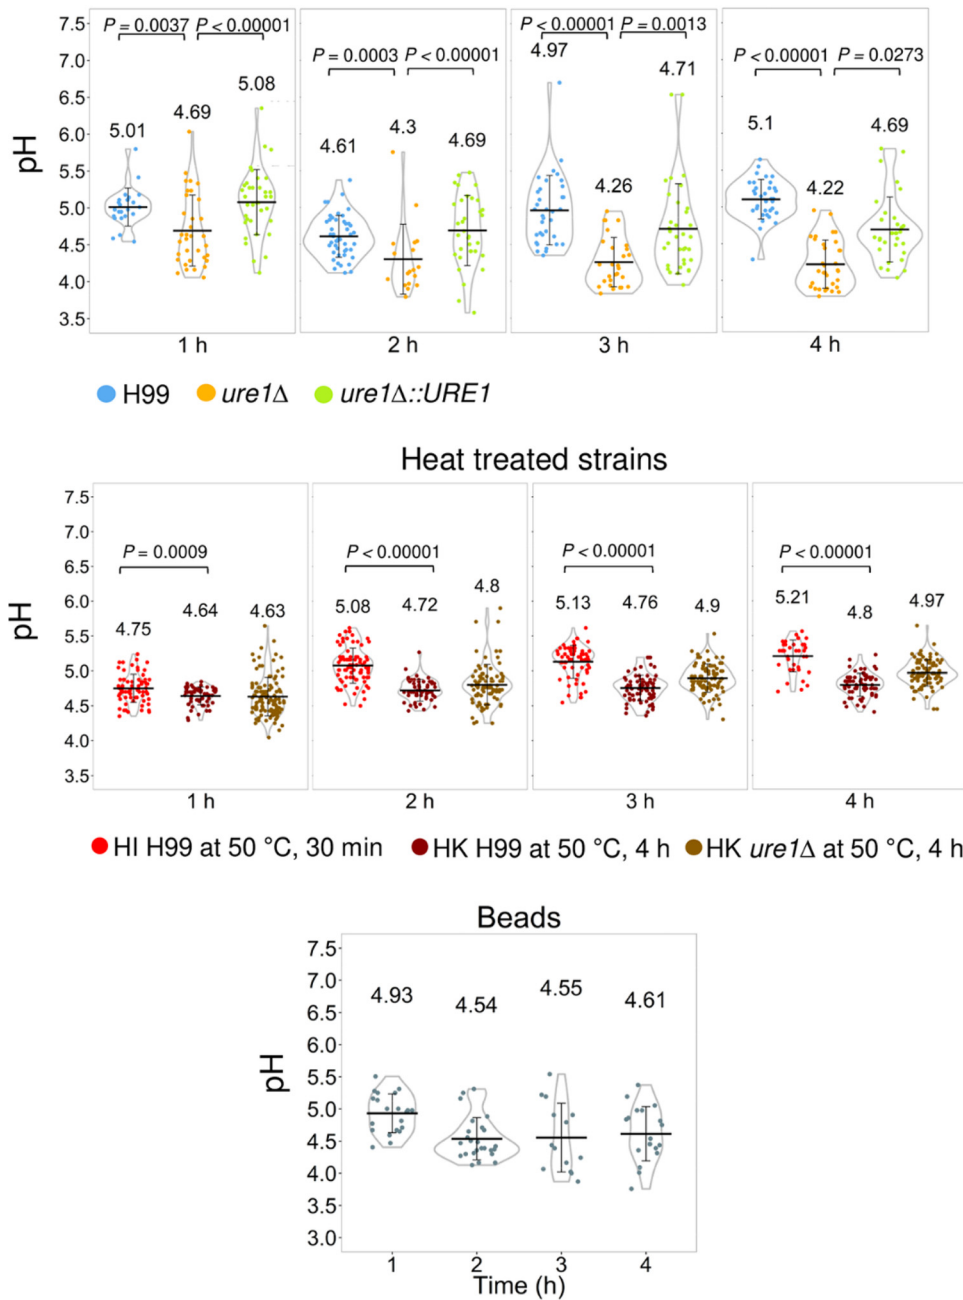 P = 0.0037 P < 0.00001 P = 0.0003 P < 0.00001 P < 0.00001 P = 0.0013 P < 0.00001 P = 0.0273
5.01 4.69 5.08 4.61 4.3 4.69 4.97 4.26 4.71 5.1 4.22 4.69
pH
7.5
7.0
6.5
6.0
5.5
5.0
4.5
4.0
3.5
1 h 2 h 3 h 4 h
H99 ure1Δ ure1Δ::URE1
Heat treated strains
P = 0.0009 P < 0.00001 P < 0.00001 P < 0.00001
4.75 4.64 4.63 5.08 4.72 4.8 5.13 4.76 4.9 5.21 4.8 4.97
pH
7.5
7.0
6.5
6.0
5.5
5.0
4.5
4.0
3.5
1 h 2 h 3 h 4 h
HI H99 at 50 °C, 30 min HK H99 at 50 °C, 4 h HK ure1Δ at 50 °C, 4 h
Beads
4.93 4.54 4.55 4.61
pH
7.5
7.0
6.5
6.0
5.5
5.0
4.5
4.0
3.5
3.0
1 2 3 4
Time (h)